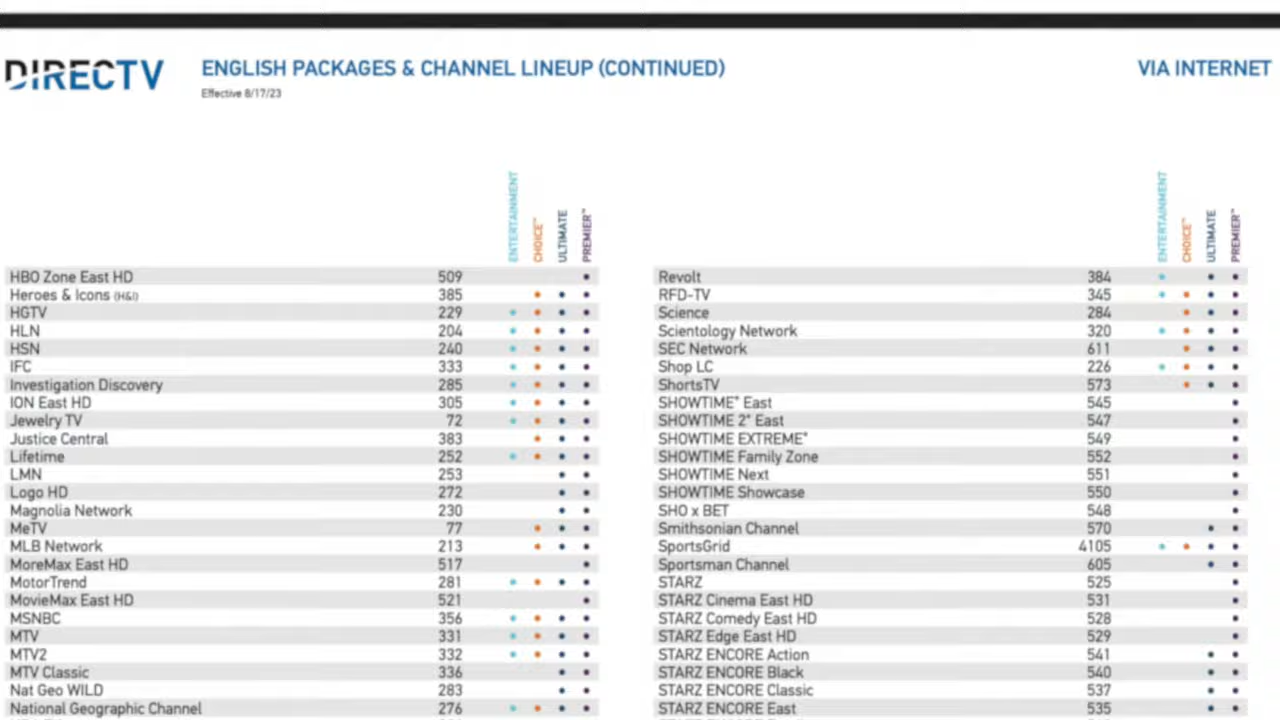 DIRECTV
ENGLISH PACKAGES & CHANNEL LINEUP (CONTINUED)
VIA INTERNET
Effective 8/17/23
ENTERTAINMENT
CHOICE™
ULTIMATE
PREMIER™
HBO Zone East HD 509
Heroes & Icons (H&I) 385
HGTV 229
HLN 204
HSN 240
IFC 333
Investigation Discovery 285
ION East HD 305
Jewelry TV 72
Justice Central 383
Lifetime 252
LMN 253
Logo HD 272
Magnolia Network 230
MeTV 77
MLB Network 213
MoreMax East HD 517
MotorTrend 281
MovieMax East HD 521
MSNBC 356
MTV 331
MTV2 332
MTV Classic 336
Nat Geo WILD 283
National Geographic Channel 276
ENTERTAINMENT
CHOICE™
ULTIMATE
PREMIER™
Revolt 384
RFD-TV 345
Science 284
Scientology Network 320
SEC Network 611
Shop LC 226
ShortsTV 573
SHOWTIME® East 545
SHOWTIME 2® East 547
SHOWTIME EXTREME® 549
SHOWTIME Family Zone 552
SHOWTIME Next 551
SHOWTIME Showcase 550
SHO x BET 548
Smithsonian Channel 570
SportsGrid 4105
Sportsman Channel 605
STARZ 525
STARZ Cinema East HD 531
STARZ Comedy East HD 528
STARZ Edge East HD 529
STARZ ENCORE Action 541
STARZ ENCORE Black 540
STARZ ENCORE Classic 537
STARZ ENCORE East 535